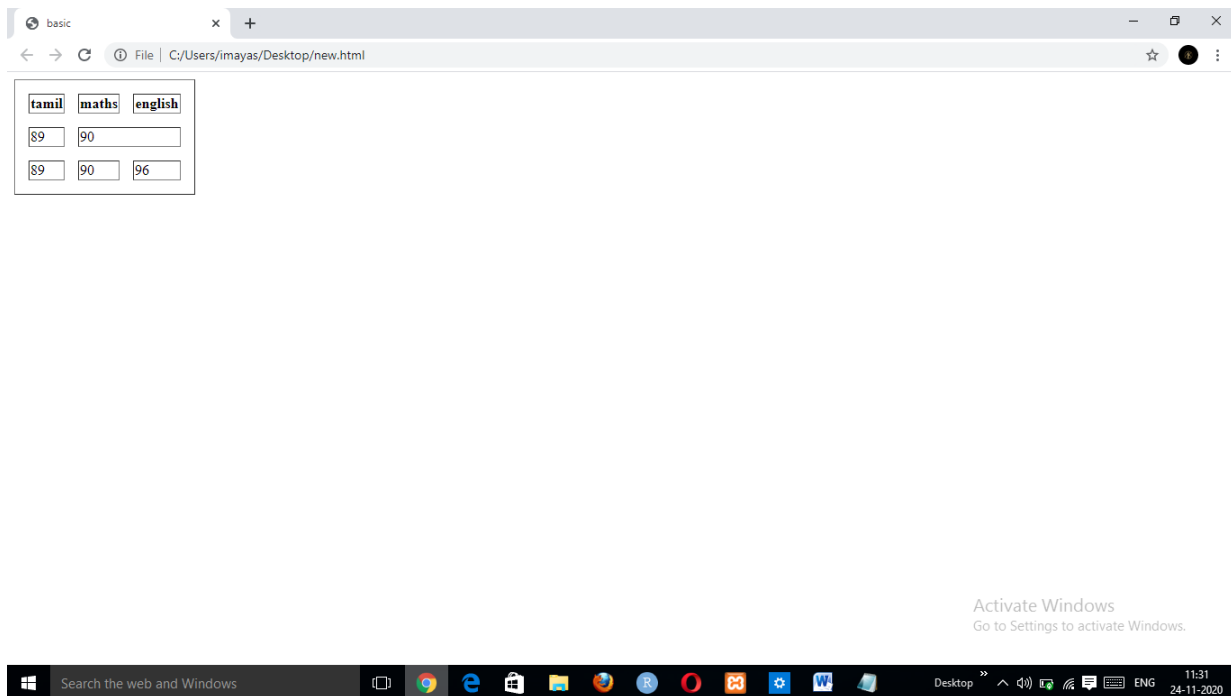 basic
File C:/Users/imayas/Desktop/new.html
tamil maths english
89 90
89 90 96
Activate Windows
Go to Settings to activate Windows.
Search the web and Windows
Desktop ENG 11:31
24-11-2020